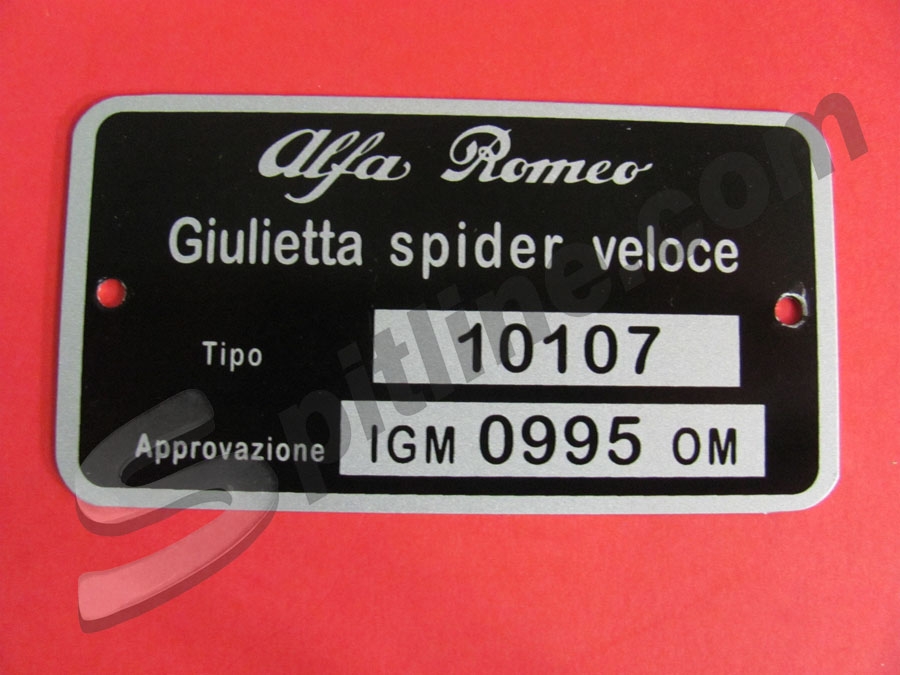 Alfa Romeo
Giulietta spider veloce
Tipo 10107
Approvazione IGM 0995 OM
Spitline.com